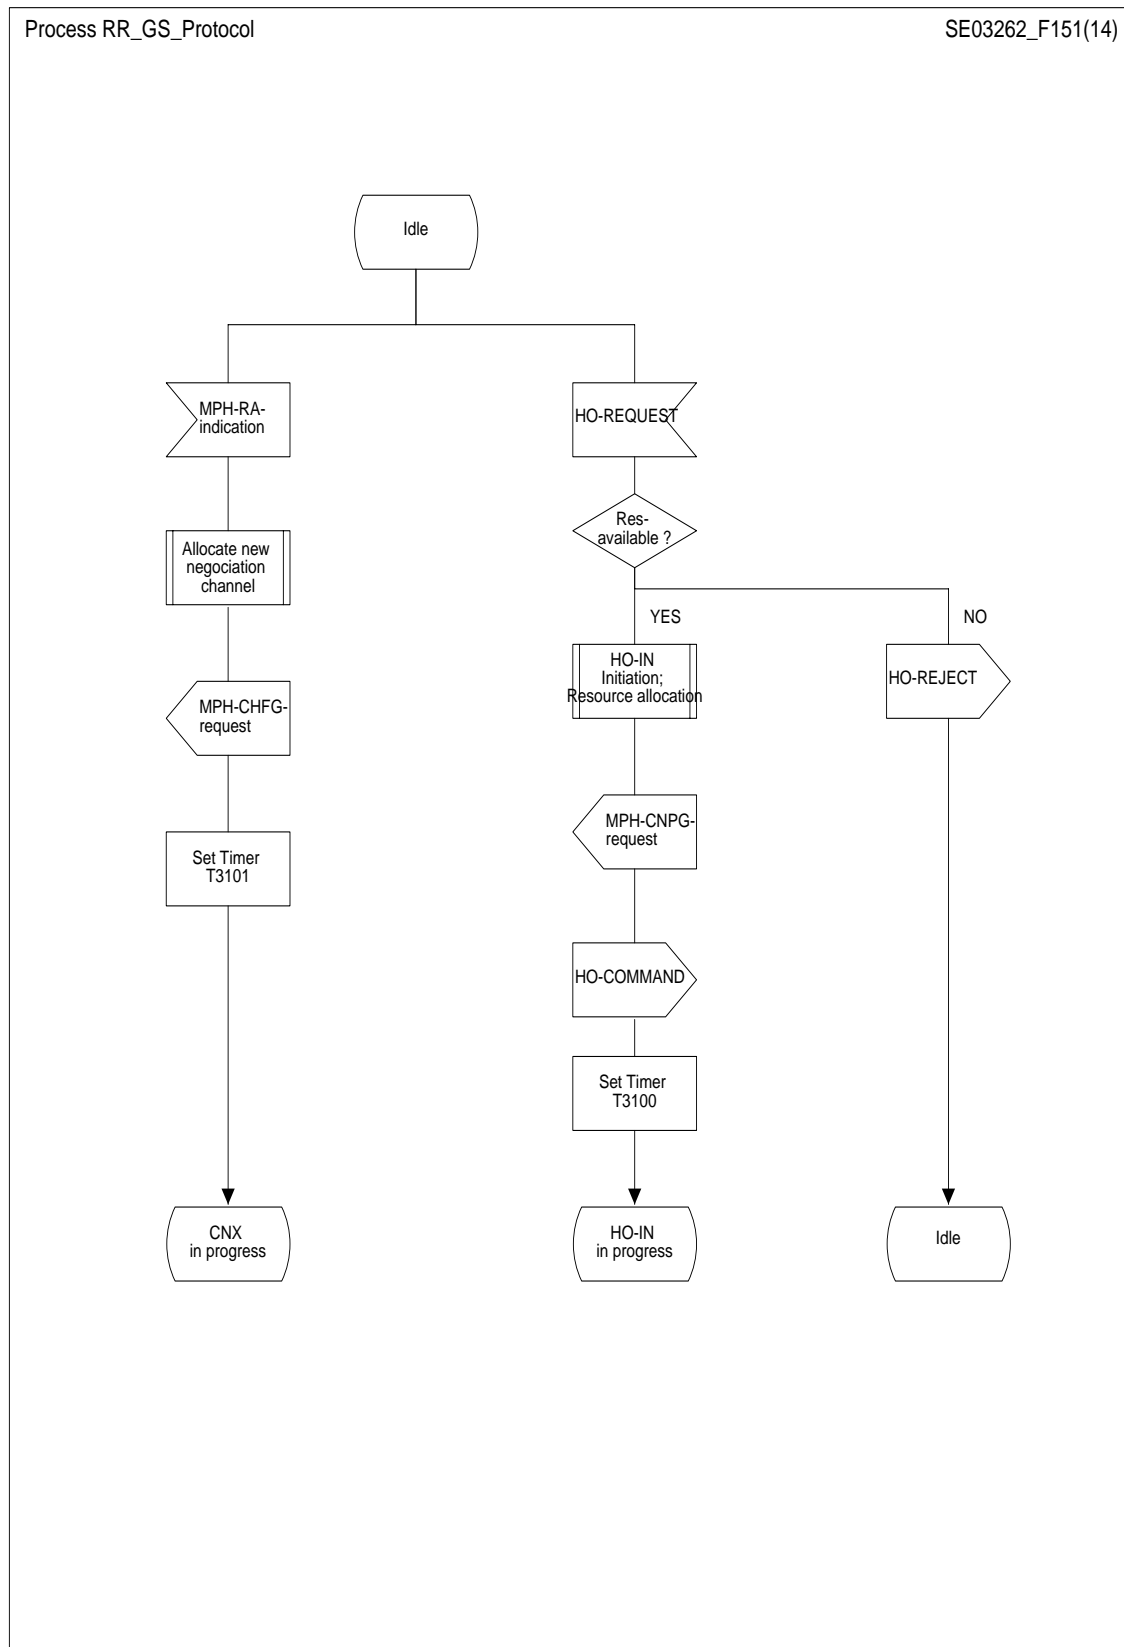 Process RR_GS_Protocol
SE03262_F151(14)
Idle
MPH-RA-
indication
HO-REQUEST
Res-
available ?
Allocate new
negociation
channel
YES
NO
HO-IN
Initiation;
Resource allocation
HO-REJECT
MPH-CHFG-
request
MPH-CNPG-
request
Set Timer
T3101
HO-COMMAND
Set Timer
T3100
CNX
in progress
HO-IN
in progress
Idle